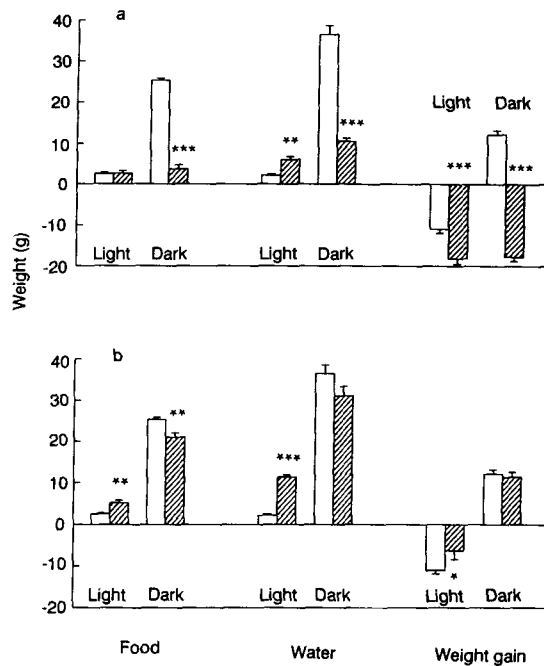 a
40
30
20
10
0
-10
-20
Light Dark
*** ** ***
Light Dark
Light Dark
*** ***
Weight (g)
b
40
30
20
10
0
-10
-20
** **
*** 
*
Light Dark Light Dark Light Dark
Food Water Weight gain